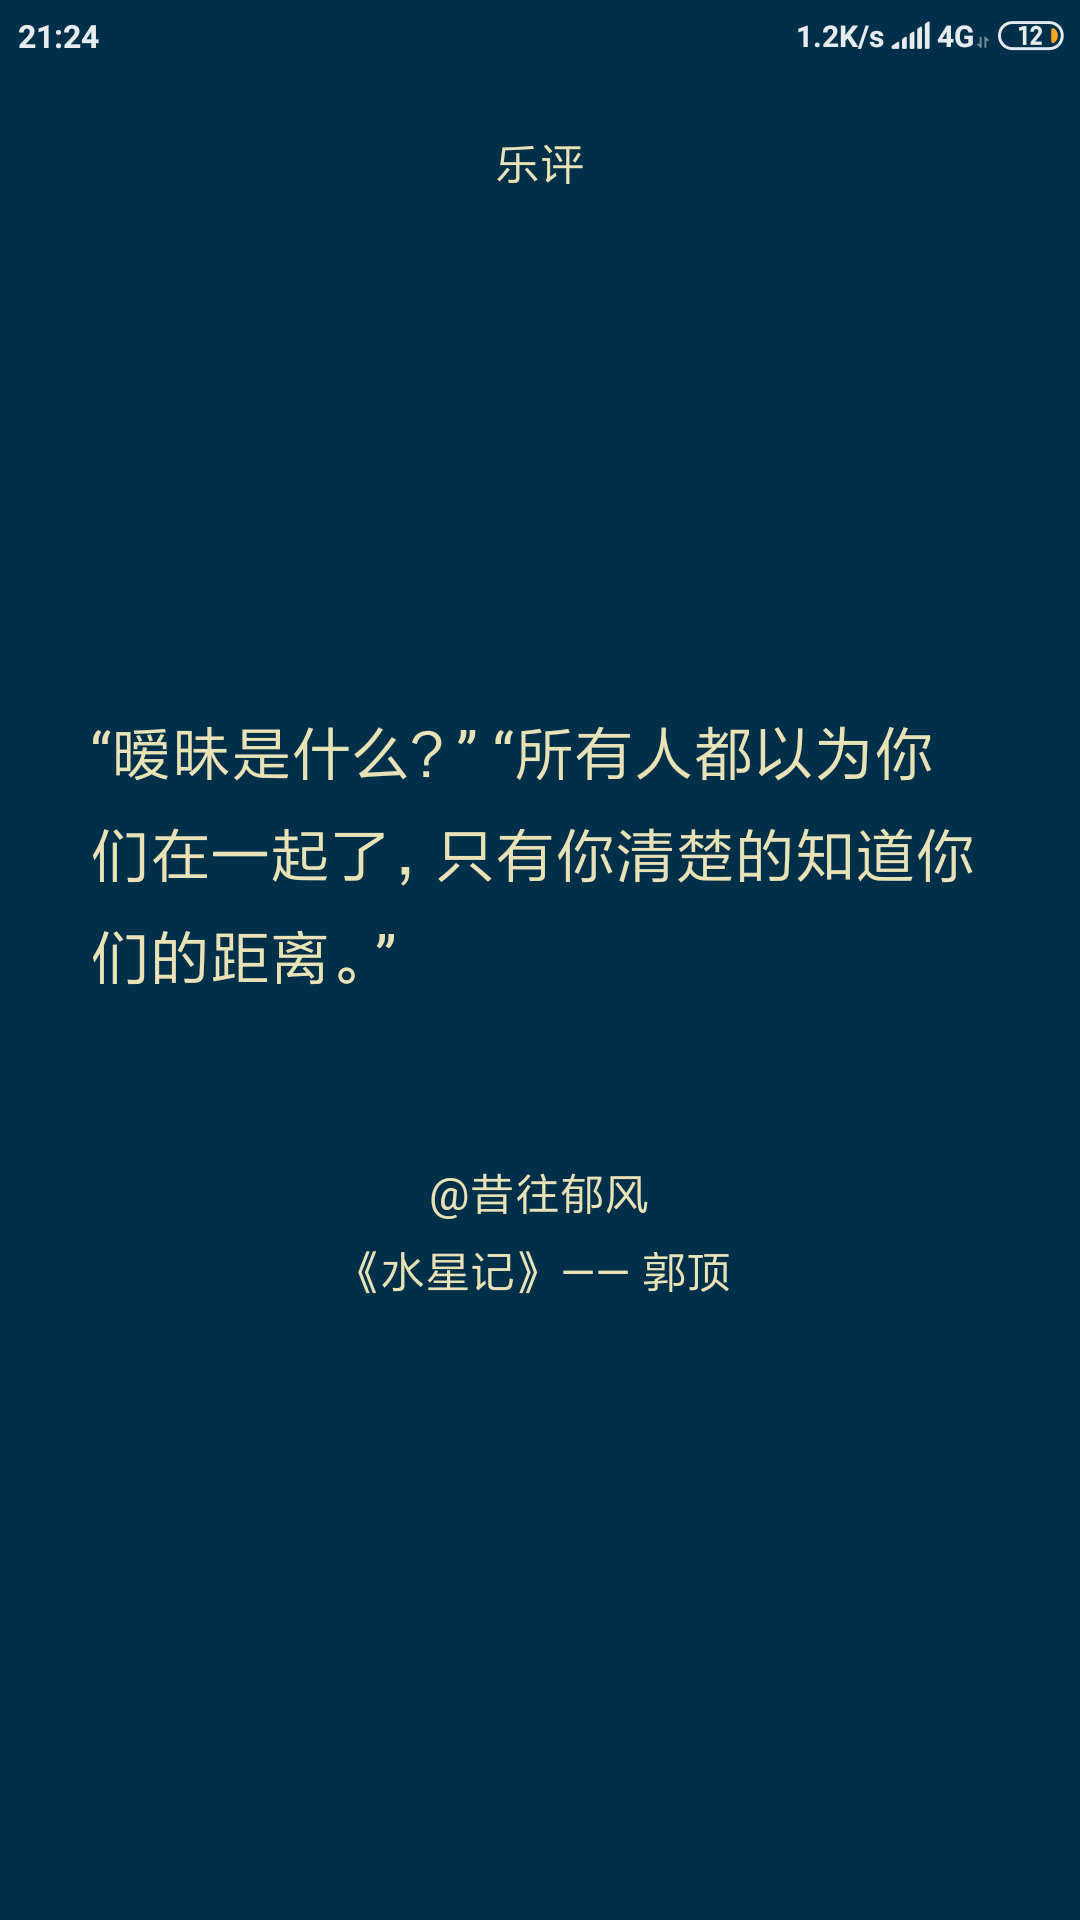 21:24 1.2K/s 4G 12
乐评
“暧昧是什么？” “所有人都以为你
们在一起了，只有你清楚的知道你
们的距离。”
@昔往郁风
《水星记》—— 郭顶